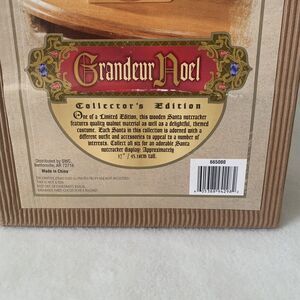 Grandeur Noel
Collector's Edition
One of a Limited Edition, this wooden Santa nutcracker
features quality walnut material as well as a delightful, themed
costume. Each Santa in this collection is adorned with a
different outfit and accessories to appeal to a number of
interests. Collect all six for an adorable Santa
nutcracker display. Approximately
17" / 43.18cm tall.
Distributed by GWC,
Bentonville, AR 72716
Made in China
665000